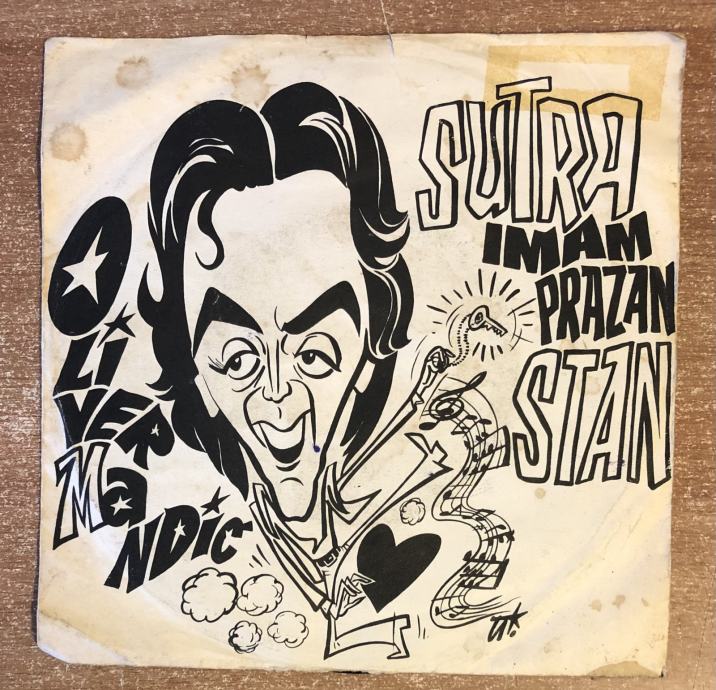 OLiVER
MaNDiĆ
SUTRA
IMAM
PRAZAN
STAN